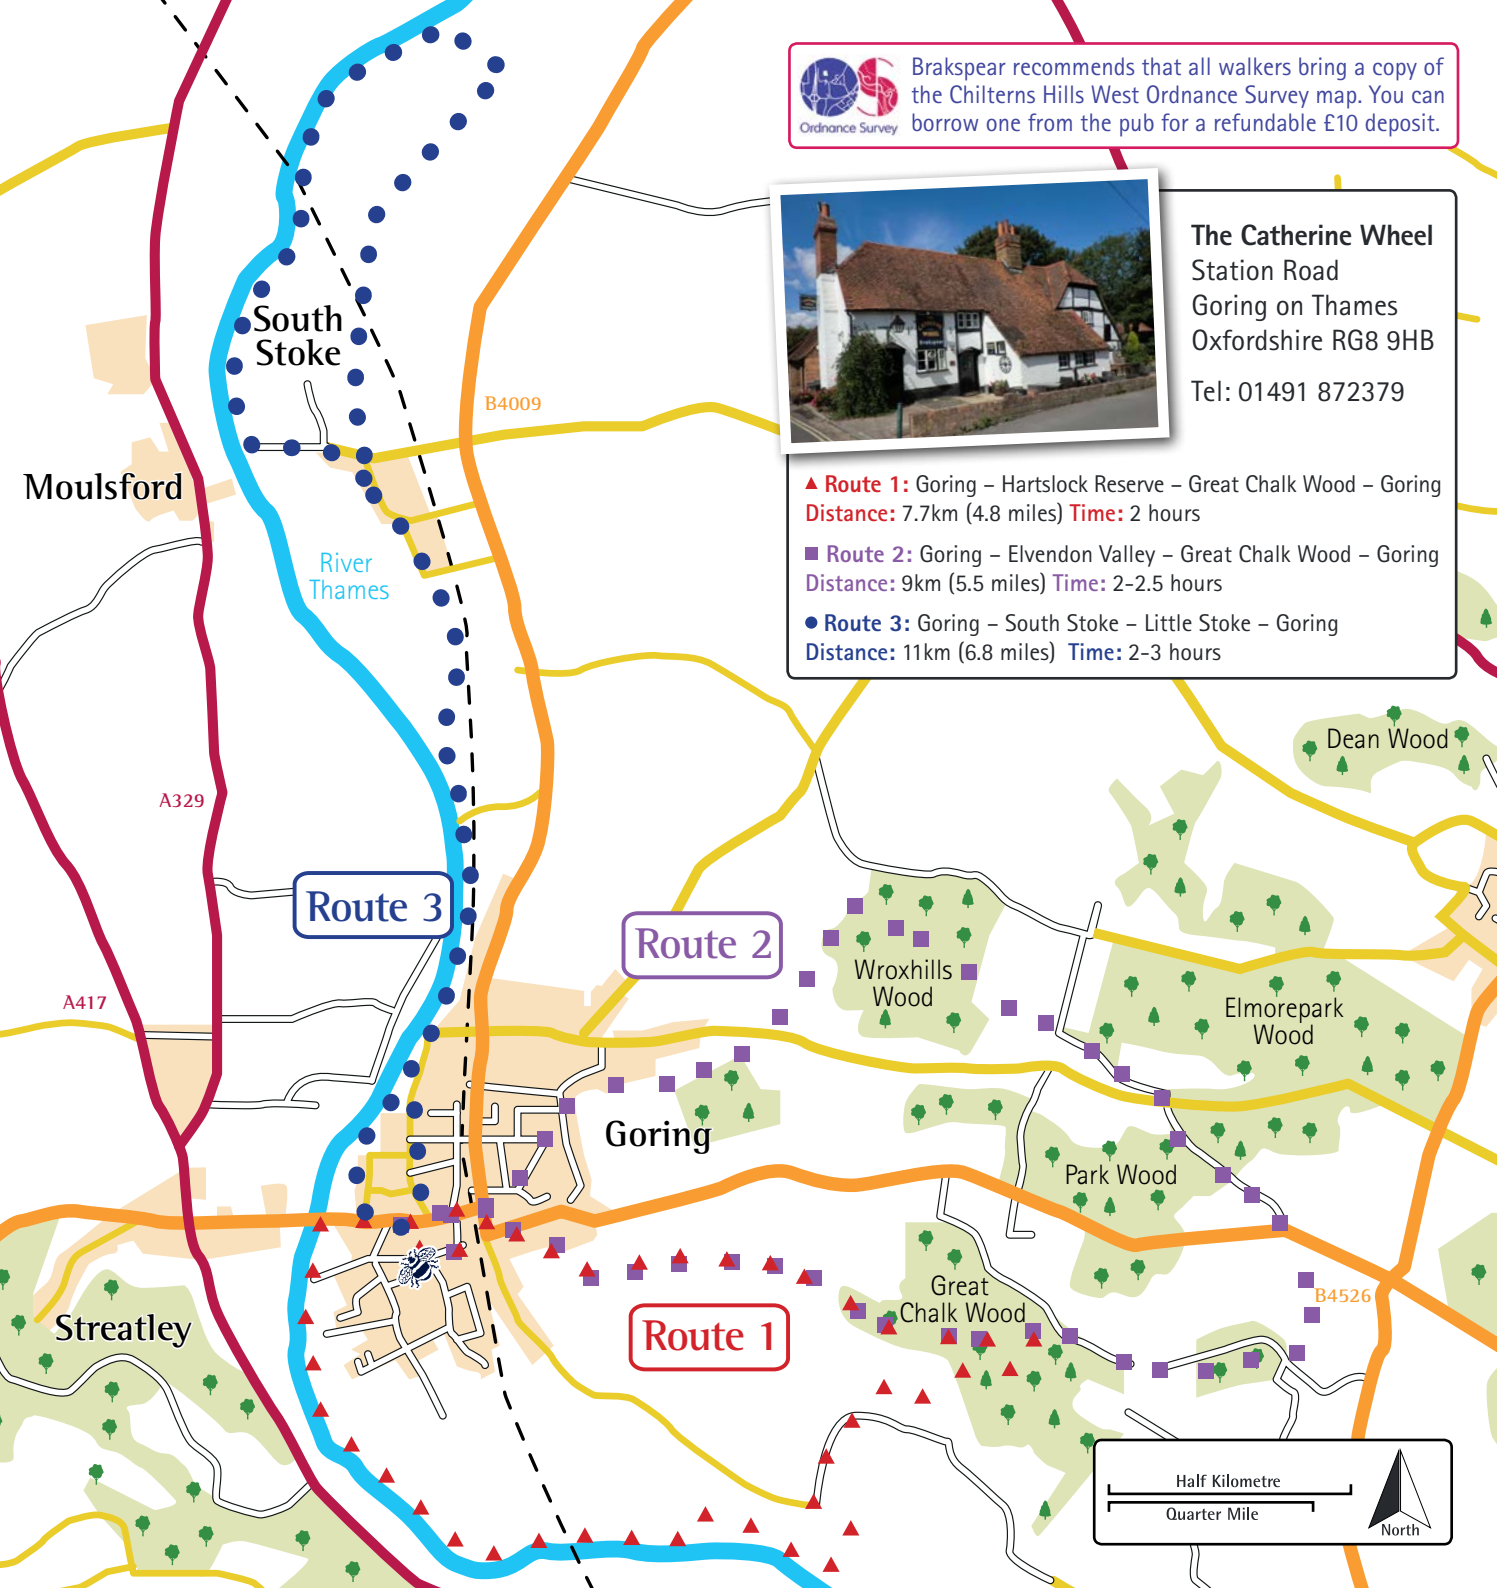 Brakspear recommends that all walkers bring a copy of
the Chilterns Hills West Ordnance Survey map. You can
borrow one from the pub for a refundable £10 deposit.
Ordnance Survey
The Catherine Wheel
Station Road
Goring on Thames
Oxfordshire RG8 9HB
Tel: 01491 872379
Route 1: Goring – Hartslock Reserve – Great Chalk Wood – Goring
Distance: 7.7km (4.8 miles) Time: 2 hours
Route 2: Goring – Elvendon Valley – Great Chalk Wood – Goring
Distance: 9km (5.5 miles) Time: 2-2.5 hours
Route 3: Goring – South Stoke – Little Stoke – Goring
Distance: 11km (6.8 miles) Time: 2-3 hours
South
Stoke
B4009
Moulsford
River
Thames
Dean Wood
A329
Route 3
Route 2
Wroxhills
Wood
A417
Elmorepark
Wood
Goring
Park Wood
Great
Chalk Wood
B4526
Streatley
Route 1
Half Kilometre
Quarter Mile
North